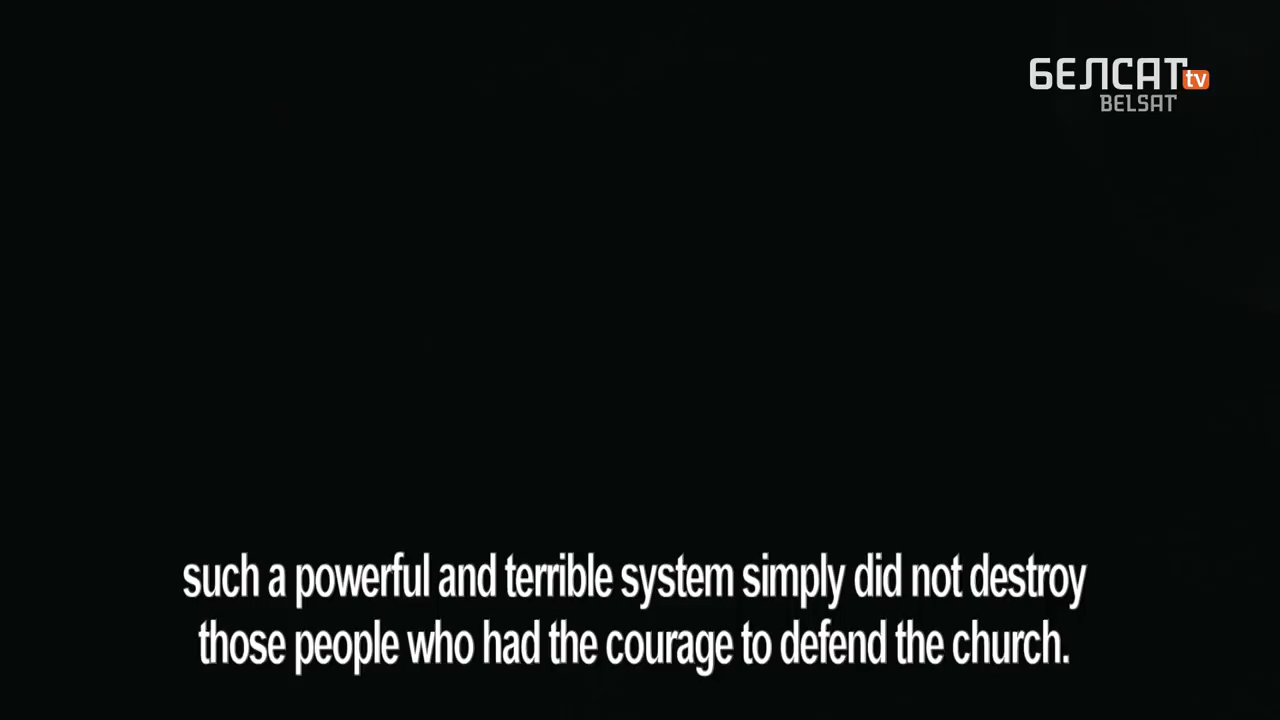 БЕЛСАТ tv
BELSAT
such a powerful and terrible system simply did not destroy
those people who had the courage to defend the church.